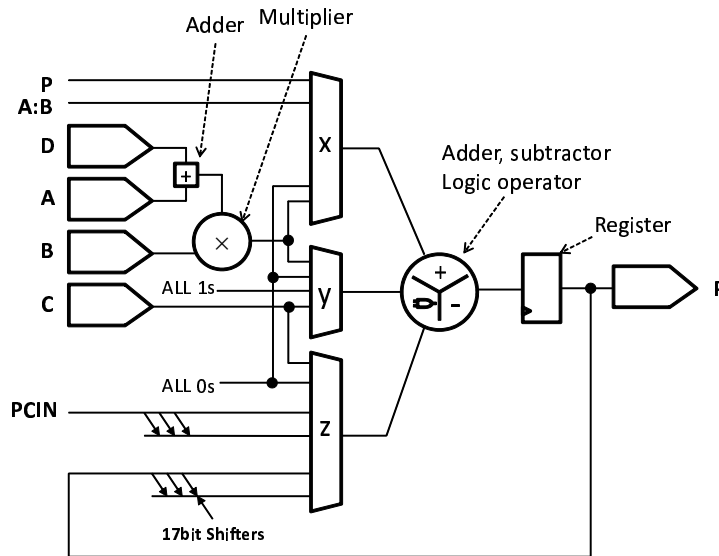 Multiplier
Adder
P
A:B
D
+
A
x
Adder, subtractor
Logic operator
B
×
Register
+
-
ALL 1s
y
C
P
ALL 0s
PCIN
z
17bit Shifters